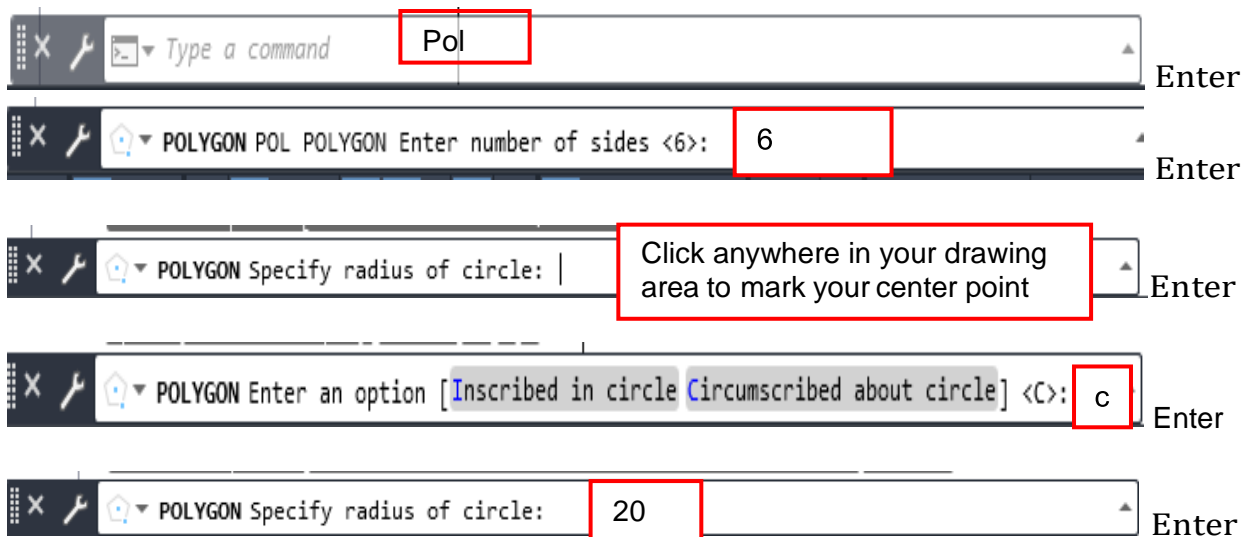 Type a command Pol
Enter
POLYGON POL POLYGON Enter number of sides <6>: 6
Enter
POLYGON Specify radius of circle: Click anywhere in your drawing
area to mark your center point
Enter
POLYGON Enter an option [Inscribed in circle Circumscribed about circle] <C>: c
Enter
POLYGON Specify radius of circle: 20
Enter